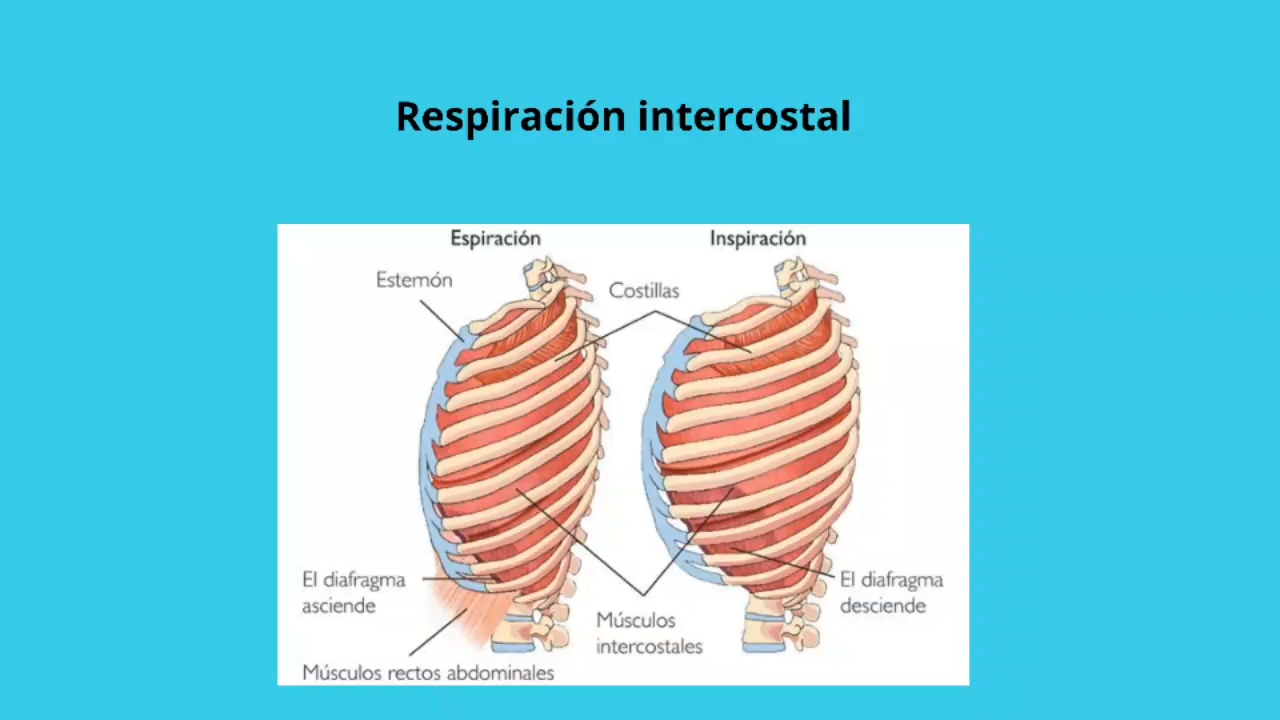 Respiración intercostal
Espiración
Inspiración
Esternón
Costillas
El diafragma
asciende
El diafragma
desciende
Músculos
intercostales
Músculos rectos abdominales